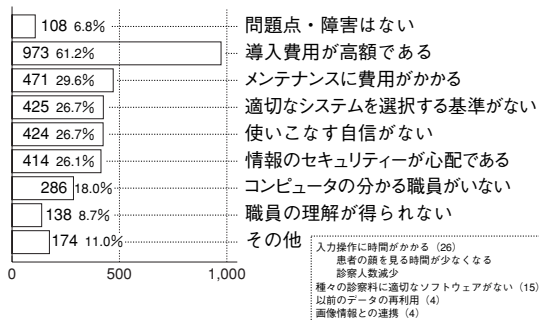 108 6.8% 問題点・障害はない
973 61.2% 導入費用が高額である
471 29.6% メンテナンスに費用がかかる
425 26.7% 適切なシステムを選択する基準がない
424 26.7% 使いこなす自信がない
414 26.1% 情報のセキュリティーが心配である
286 18.0% コンピュータの分かる職員がいない
138 8.7% 職員の理解が得られない
174 11.0% その他
0 500 1,000
入力操作に時間がかかる（26）
患者の顔を見る時間が少なくなる
診察人数減少
種々の診察料に適切なソフトウェアがない（15）
以前のデータの再利用（4）
画像情報との連携（4）